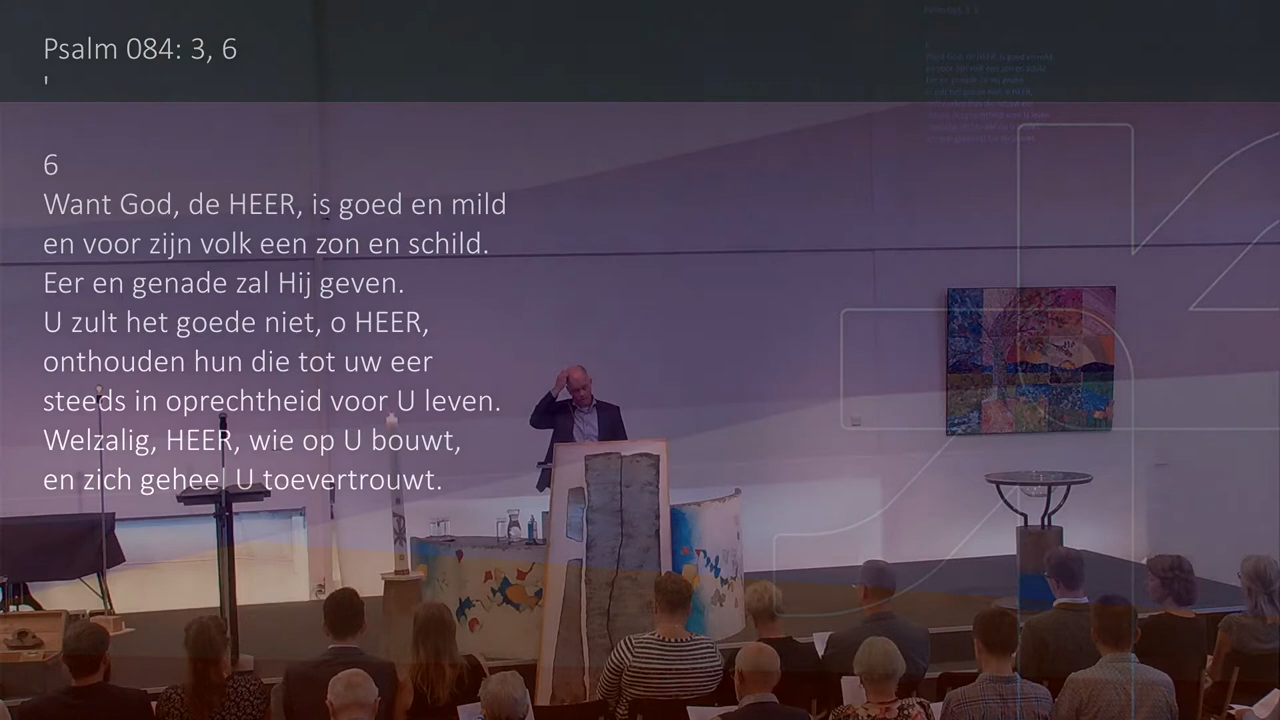 Psalm 084: 3, 6
'
6
Want God, de HEER, is goed en mild
en voor zijn volk een zon en schild.
Eer en genade zal Hij geven.
U zult het goede niet, o HEER,
onthouden hun die tot uw eer
steeds in oprechtheid voor U leven.
Welzalig, HEER, wie op U bouwt,
en zich geheel U toevertrouwt.